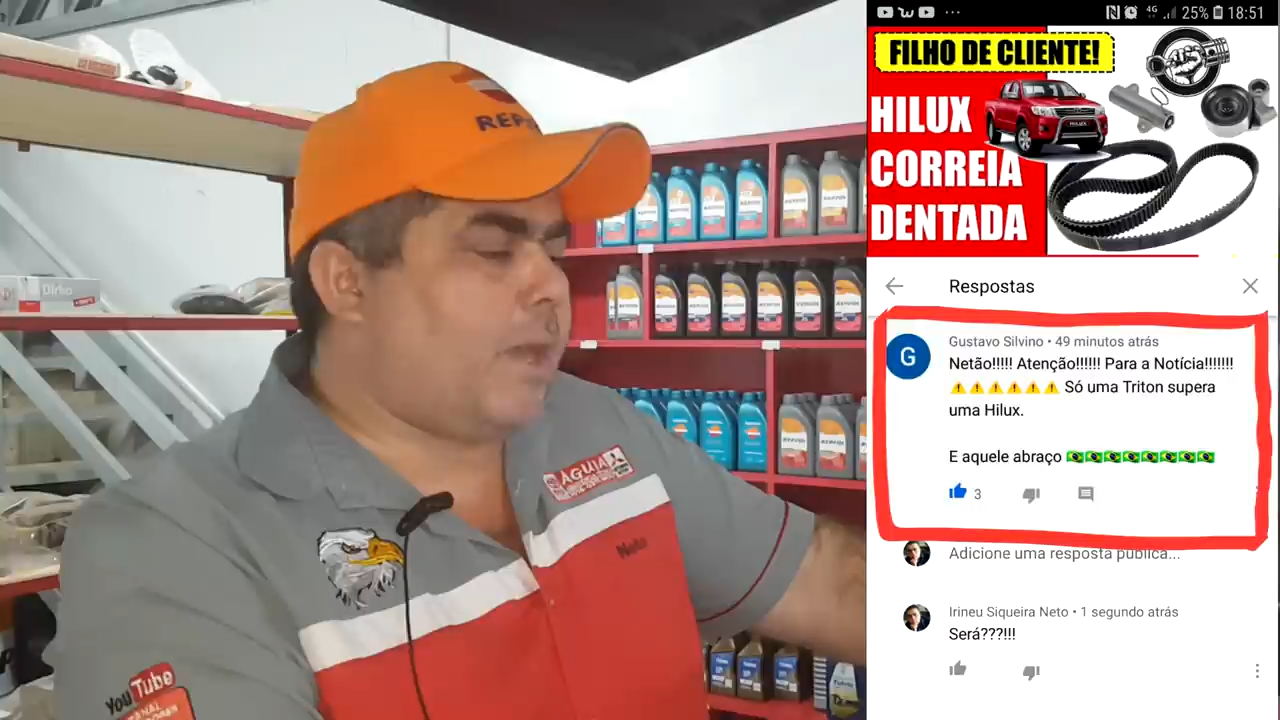 REPSOL
Dirko
ÁGUIA
Neto
YouTube
18:51
4G
25%
FILHO DE CLIENTE!
HILUX
CORREIA
DENTADA
Respostas
Gustavo Silvino • 49 minutos atrás
Netão!!!!! Atenção!!!!!! Para a Notícia!!!!!!!
⚠️⚠️⚠️⚠️⚠️⚠️ Só uma Triton supera
uma Hilux.
E aquele abraço 🇧🇷🇧🇷🇧🇷🇧🇷🇧🇷🇧🇷🇧🇷🇧🇷
3
Adicione uma resposta pública...
Irineu Siqueira Neto • 1 segundo atrás
Será???!!!